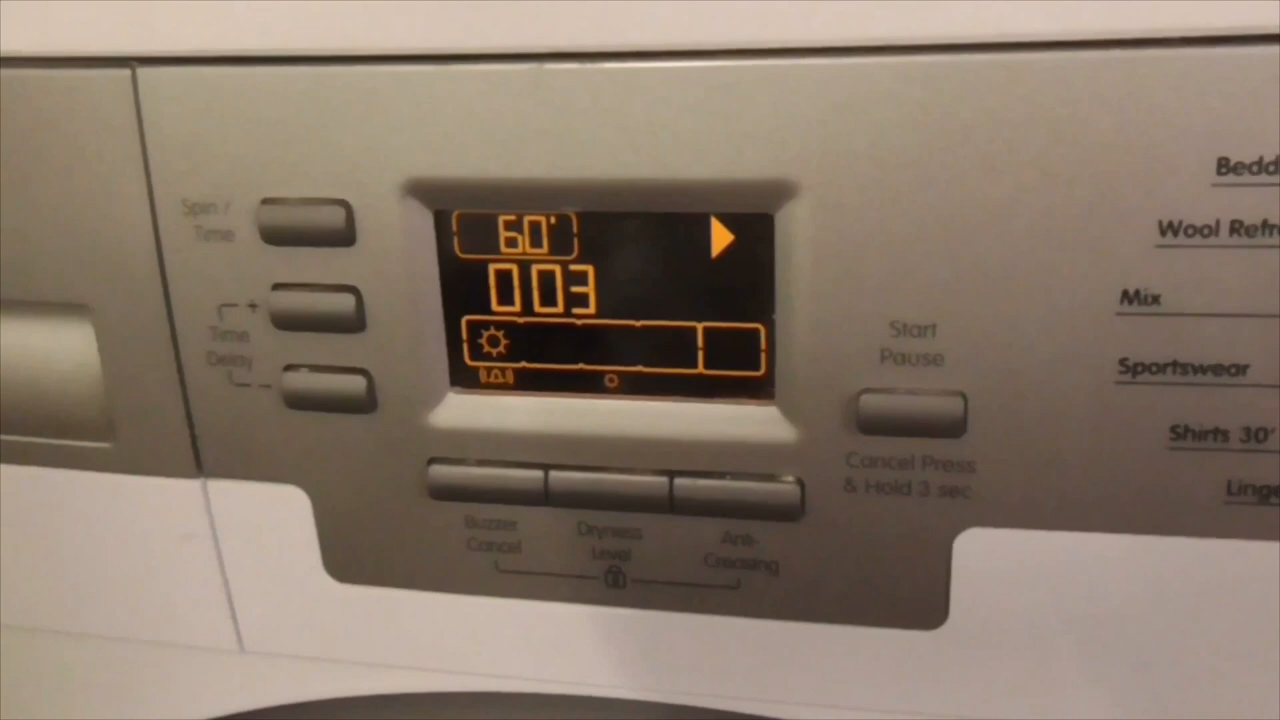 Spin /
Time
+
Time
Delay
-
60'
003
Start
Pause
Cancel Press
& Hold 3 sec
Buzzer
Cancel
Dryness
Level
Anti-
Creasing
Wool
Mix
Sportswear
Shirts 30'